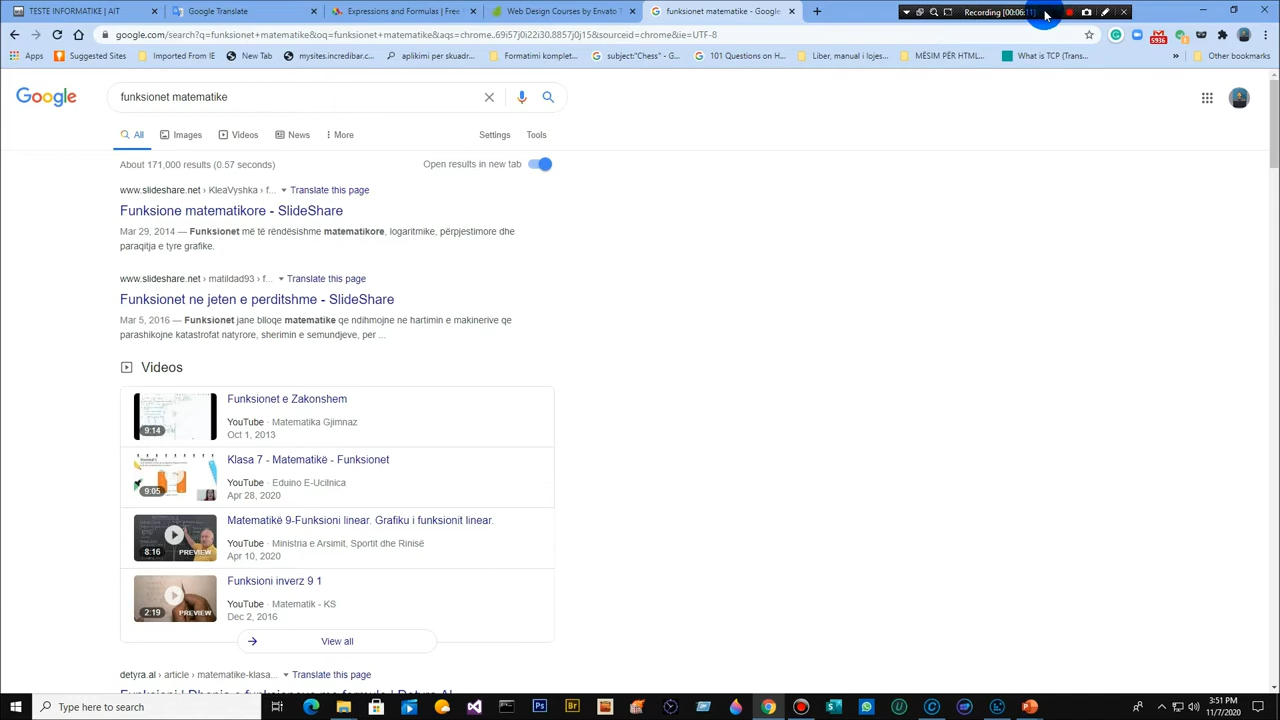 TESTE INFORMATIKE | AIT
Google Translate
Expressions and Formulas | Free
Web Design Courses by Envato T
funksionet matematike - Google
Recording [00:06:11]
google.com/search?q=funksionet+matematike&oq=funksionet+matematike+&aqs=chrome..69i57j0i22i30.8857j0j15&sourceid=chrome&ie=UTF-8
Apps
Suggested Sites
Imported From IE
New Tab
sites.incredibar.c...
aplikimi per skuadr...
Formatimi komplet...
subject:"Chess" - G...
101 Questions on H...
Liber, manual i lojes...
MËSIM PËR HTML...
What is TCP (Trans...
»
Other bookmarks
5936
Google
funksionet matematike
All
Images
Videos
News
More
Settings
Tools
About 171,000 results (0.57 seconds)
Open results in new tab
www.slideshare.net › KleaVyshka › f... Translate this page
Funksione matematikore - SlideShare
Mar 29, 2014 — Funksionet më të rëndësishme matematikore, logaritmike, përpjestimore dhe
paraqitja e tyre grafike.
www.slideshare.net › matildad93 › f... Translate this page
Funksionet ne jeten e perditshme - SlideShare
Mar 5, 2016 — Funksionet jane blloqe matematike qe ndihmojne ne hartimin e makinerive qe
parashikojne katastrofat natyrore, sherimin e semundjeve, per ...
Videos
9:14
Funksionet e Zakonshem
YouTube · Matematika Gjimnaz
Oct 1, 2013
9:05
Klasa 7 - Matematikë - Funksionet
YouTube · Eduino E-Ucilnica
Apr 28, 2020
8:16
PREVIEW
Matematikë 9-Funksioni linear. Grafiku i funksionit linear.
YouTube · Ministria e Arsimit, Sportit dhe Rinisë
Apr 10, 2020
2:19
PREVIEW
Funksioni inverz 9 1
YouTube · Matematik - KS
Dec 2, 2016
View all
detyra.al › article › matematike-klasa... Translate this page
Type here to search
Ps
Br
3:51 PM
11/7/2020